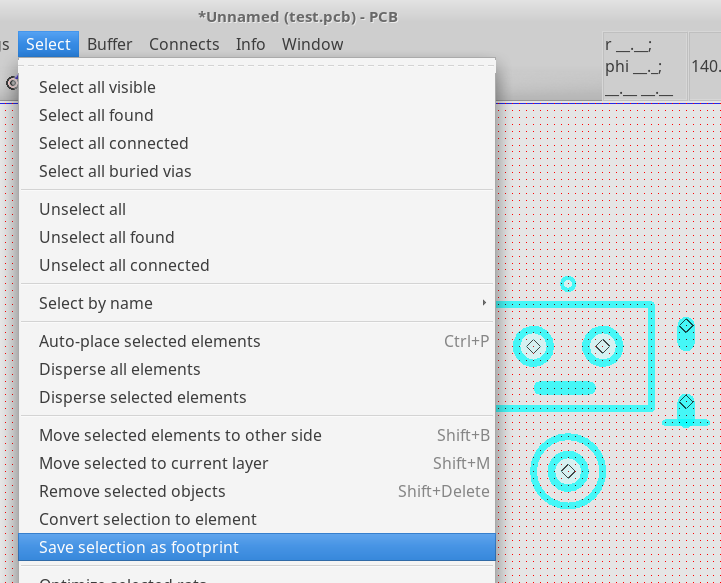 *Unnamed (test.pcb) - PCB
gs Select Buffer Connects Info Window
r __.__;
phi __._;
__.__ __.__
140.
Select all visible
Select all found
Select all connected
Select all buried vias
Unselect all
Unselect all found
Unselect all connected
Select by name
Auto-place selected elements Ctrl+P
Disperse all elements
Disperse selected elements
Move selected elements to other side Shift+B
Move selected to current layer Shift+M
Remove selected objects Shift+Delete
Convert selection to element
Save selection as footprint
Optimize selected rats